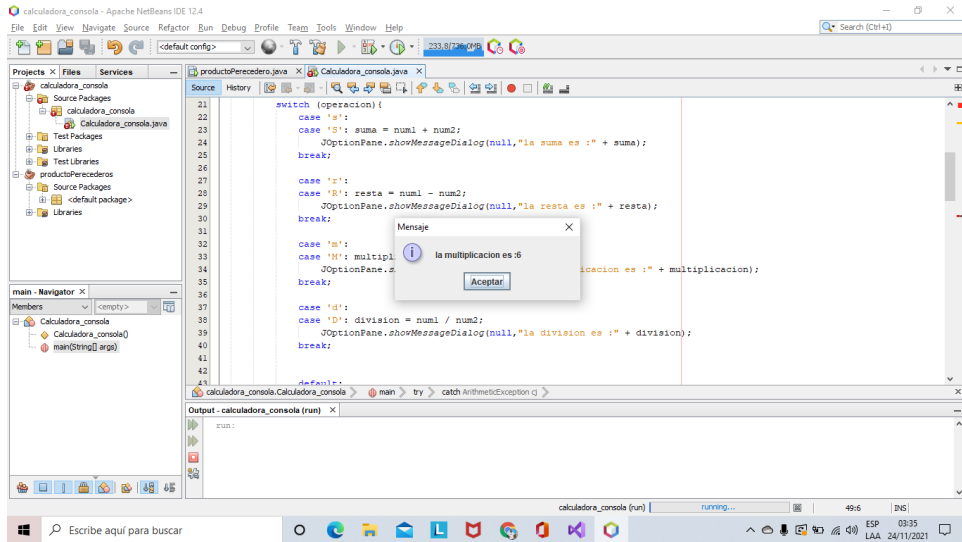 calculadora_consola - Apache NetBeans IDE 12.4
File Edit View Navigate Source Refactor Run Debug Profile Team Tools Window Help
Search (Ctrl+I)
<default config>
233,8/736,0MB
Projects Files Services
calculadora_consola
Source Packages
calculadora_consola
Calculadora_consola.java
Test Packages
Libraries
Test Libraries
productoPerecederos
Source Packages
<default package>
Libraries
main - Navigator
Members <empty>
Calculadora_consola
Calculadora_consola()
main(String[] args)
productoPerecedero.java Calculadora_consola.java
Source History
21 switch (operacion){
22 case 's':
23 case 'S': suma = num1 + num2;
24 JOptionPane.showMessageDialog(null,"la suma es :" + suma);
25 break;
26
27 case 'r':
28 case 'R': resta = num1 - num2;
29 JOptionPane.showMessageDialog(null,"la resta es :" + resta);
30 break;
31
32 case 'm':
33 case 'M': multipl
34 JOptionPane.s icacion es :" + multiplicacion);
35 break;
36
37 case 'd':
38 case 'D': division = num1 / num2;
39 JOptionPane.showMessageDialog(null,"la division es :" + division);
40 break;
41
42
43 default:
Mensaje
la multiplicacion es :6
Aceptar
calculadora_consola.Calculadora_consola main try catch ArithmeticException cj
Output - calculadora_consola (run)
run:
calculadora_consola (run) running... 49:6 INS
Escribe aquí para buscar
ESP 03:35
LAA 24/11/2021